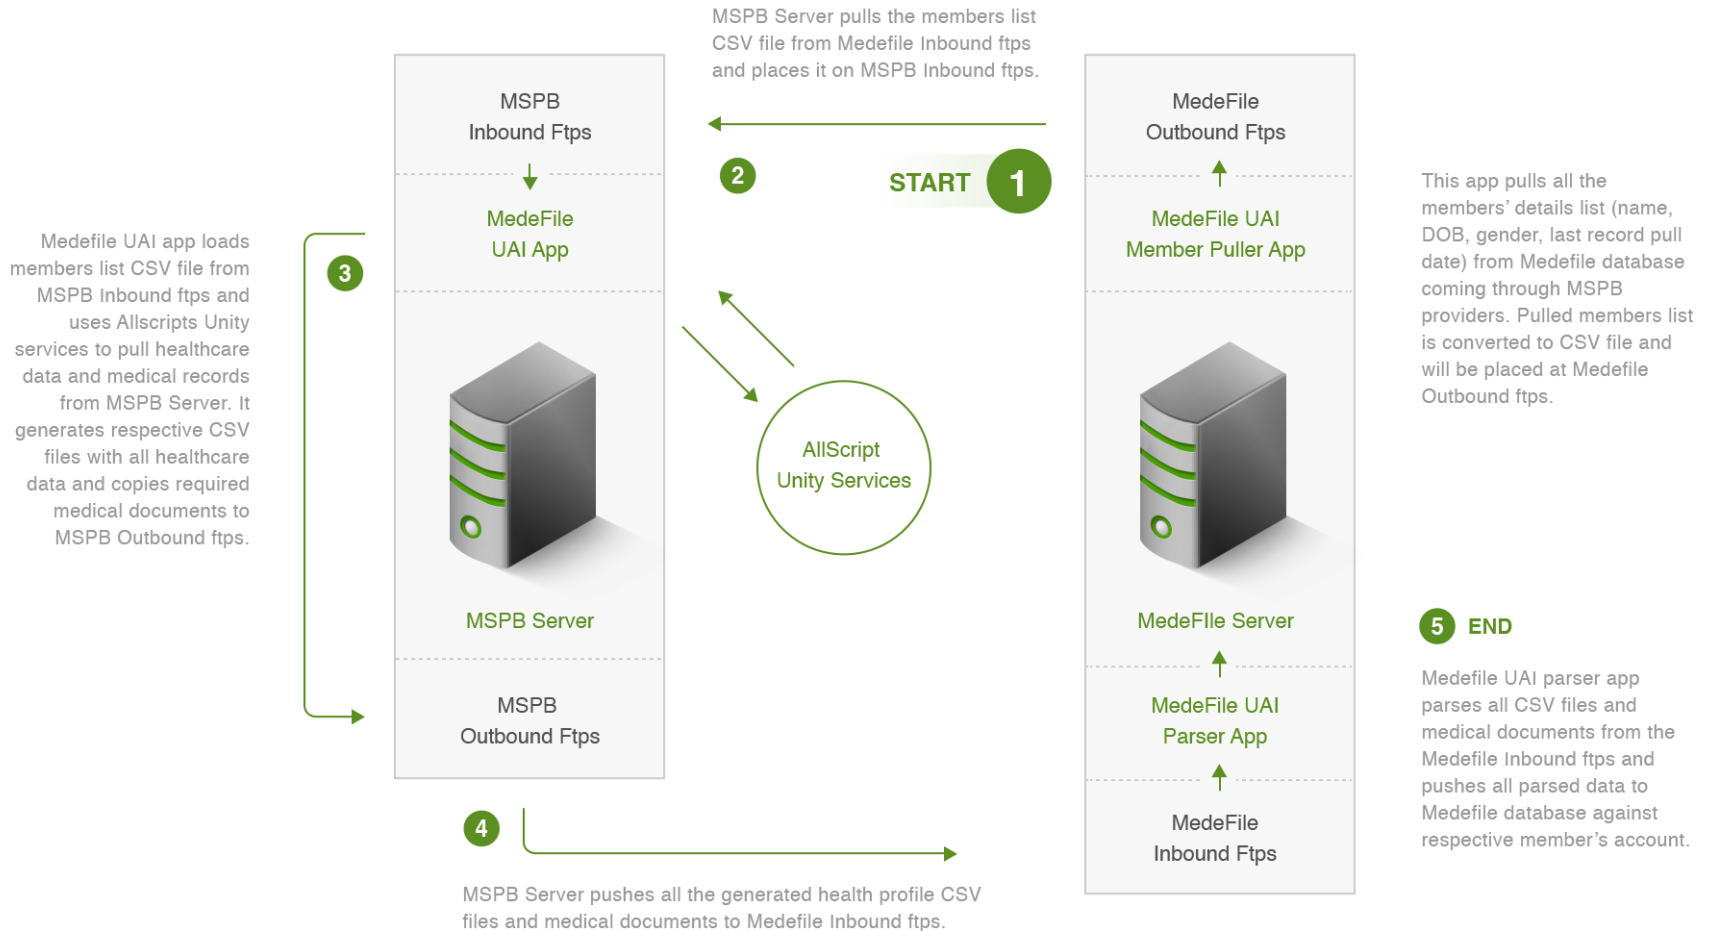 MSPB Server pulls the members list
CSV file from Medefile Inbound ftps
and places it on MSPB Inbound ftps.
MSPB
Inbound Ftps
MedeFile
UAI App
MSPB Server
MSPB
Outbound Ftps
2
START 1
MedeFile
Outbound Ftps
MedeFile UAI
Member Puller App
MedeFIle Server
MedeFile UAI
Parser App
MedeFile
Inbound Ftps
This app pulls all the
members’ details list (name,
DOB, gender, last record pull
date) from Medefile database
coming through MSPB
providers. Pulled members list
is converted to CSV file and
will be placed at Medefile
Outbound ftps.
3
Medefile UAI app loads
members list CSV file from
MSPB Inbound ftps and
uses Allscripts Unity
services to pull healthcare
data and medical records
from MSPB Server. It
generates respective CSV
files with all healthcare
data and copies required
medical documents to
MSPB Outbound ftps.
AllScript
Unity Services
4
MSPB Server pushes all the generated health profile CSV
files and medical documents to Medefile Inbound ftps.
5 END
Medefile UAI parser app
parses all CSV files and
medical documents from the
Medefile Inbound ftps and
pushes all parsed data to
Medefile database against
respective member’s account.